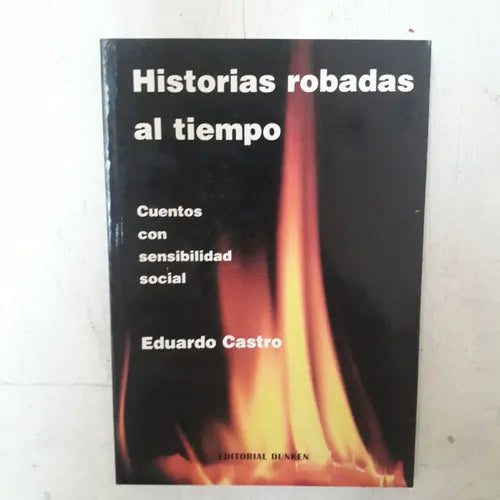 Historias robadas
al tiempo
Cuentos
con
sensibilidad
social
Eduardo Castro
EDITORIAL DUNKEN